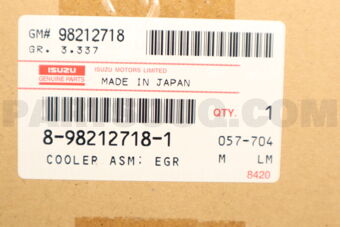 GM# 98212718
GR. 3.337
ISUZU
GENUINE PARTS
ISUZU MOTORS LIMITED
MADE IN JAPAN
QTY. 1
8-98212718-1
057-704
COOLER ASM: EGR
M LM
8420